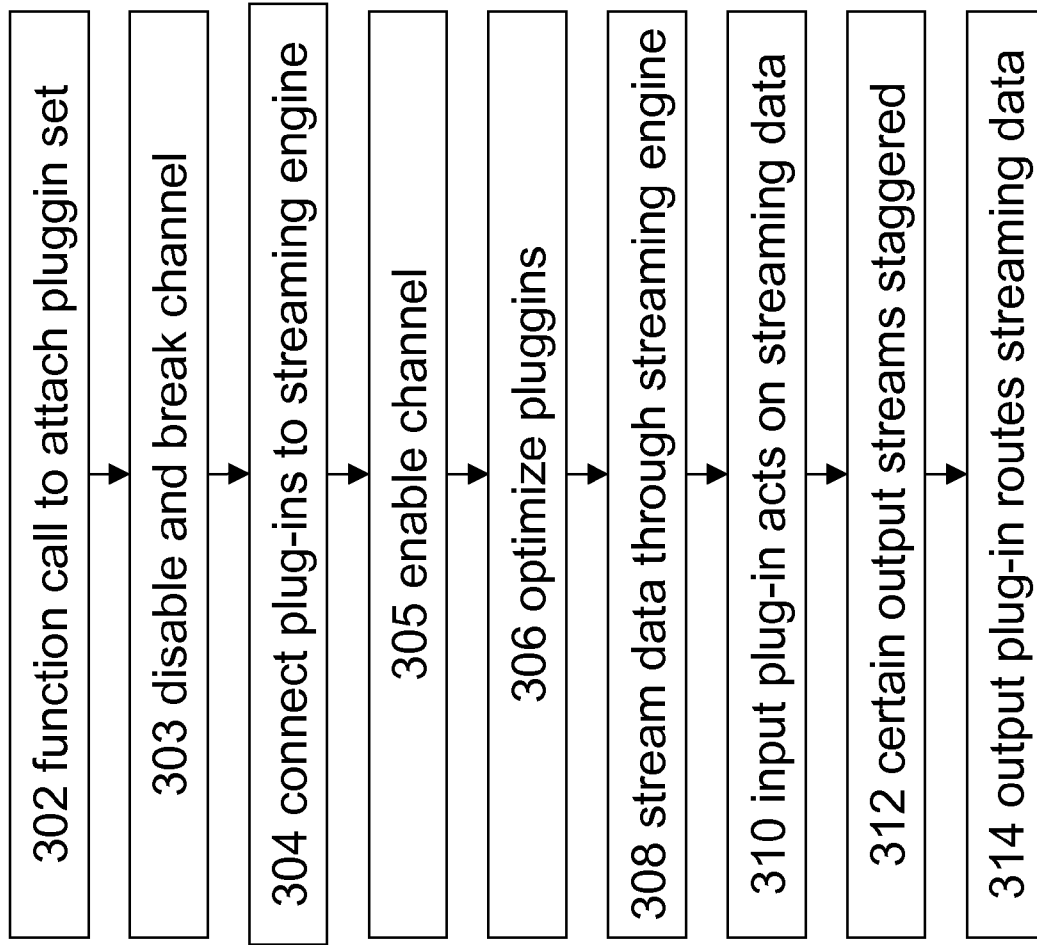 302 function call to attach pluggin set
303 disable and break channel
304 connect plug-ins to streaming engine
305 enable channel
306 optimize pluggins
308 stream data through streaming engine
310 input plug-in acts on streaming data
312 certain output streams staggered
314 output plug-in routes streaming data